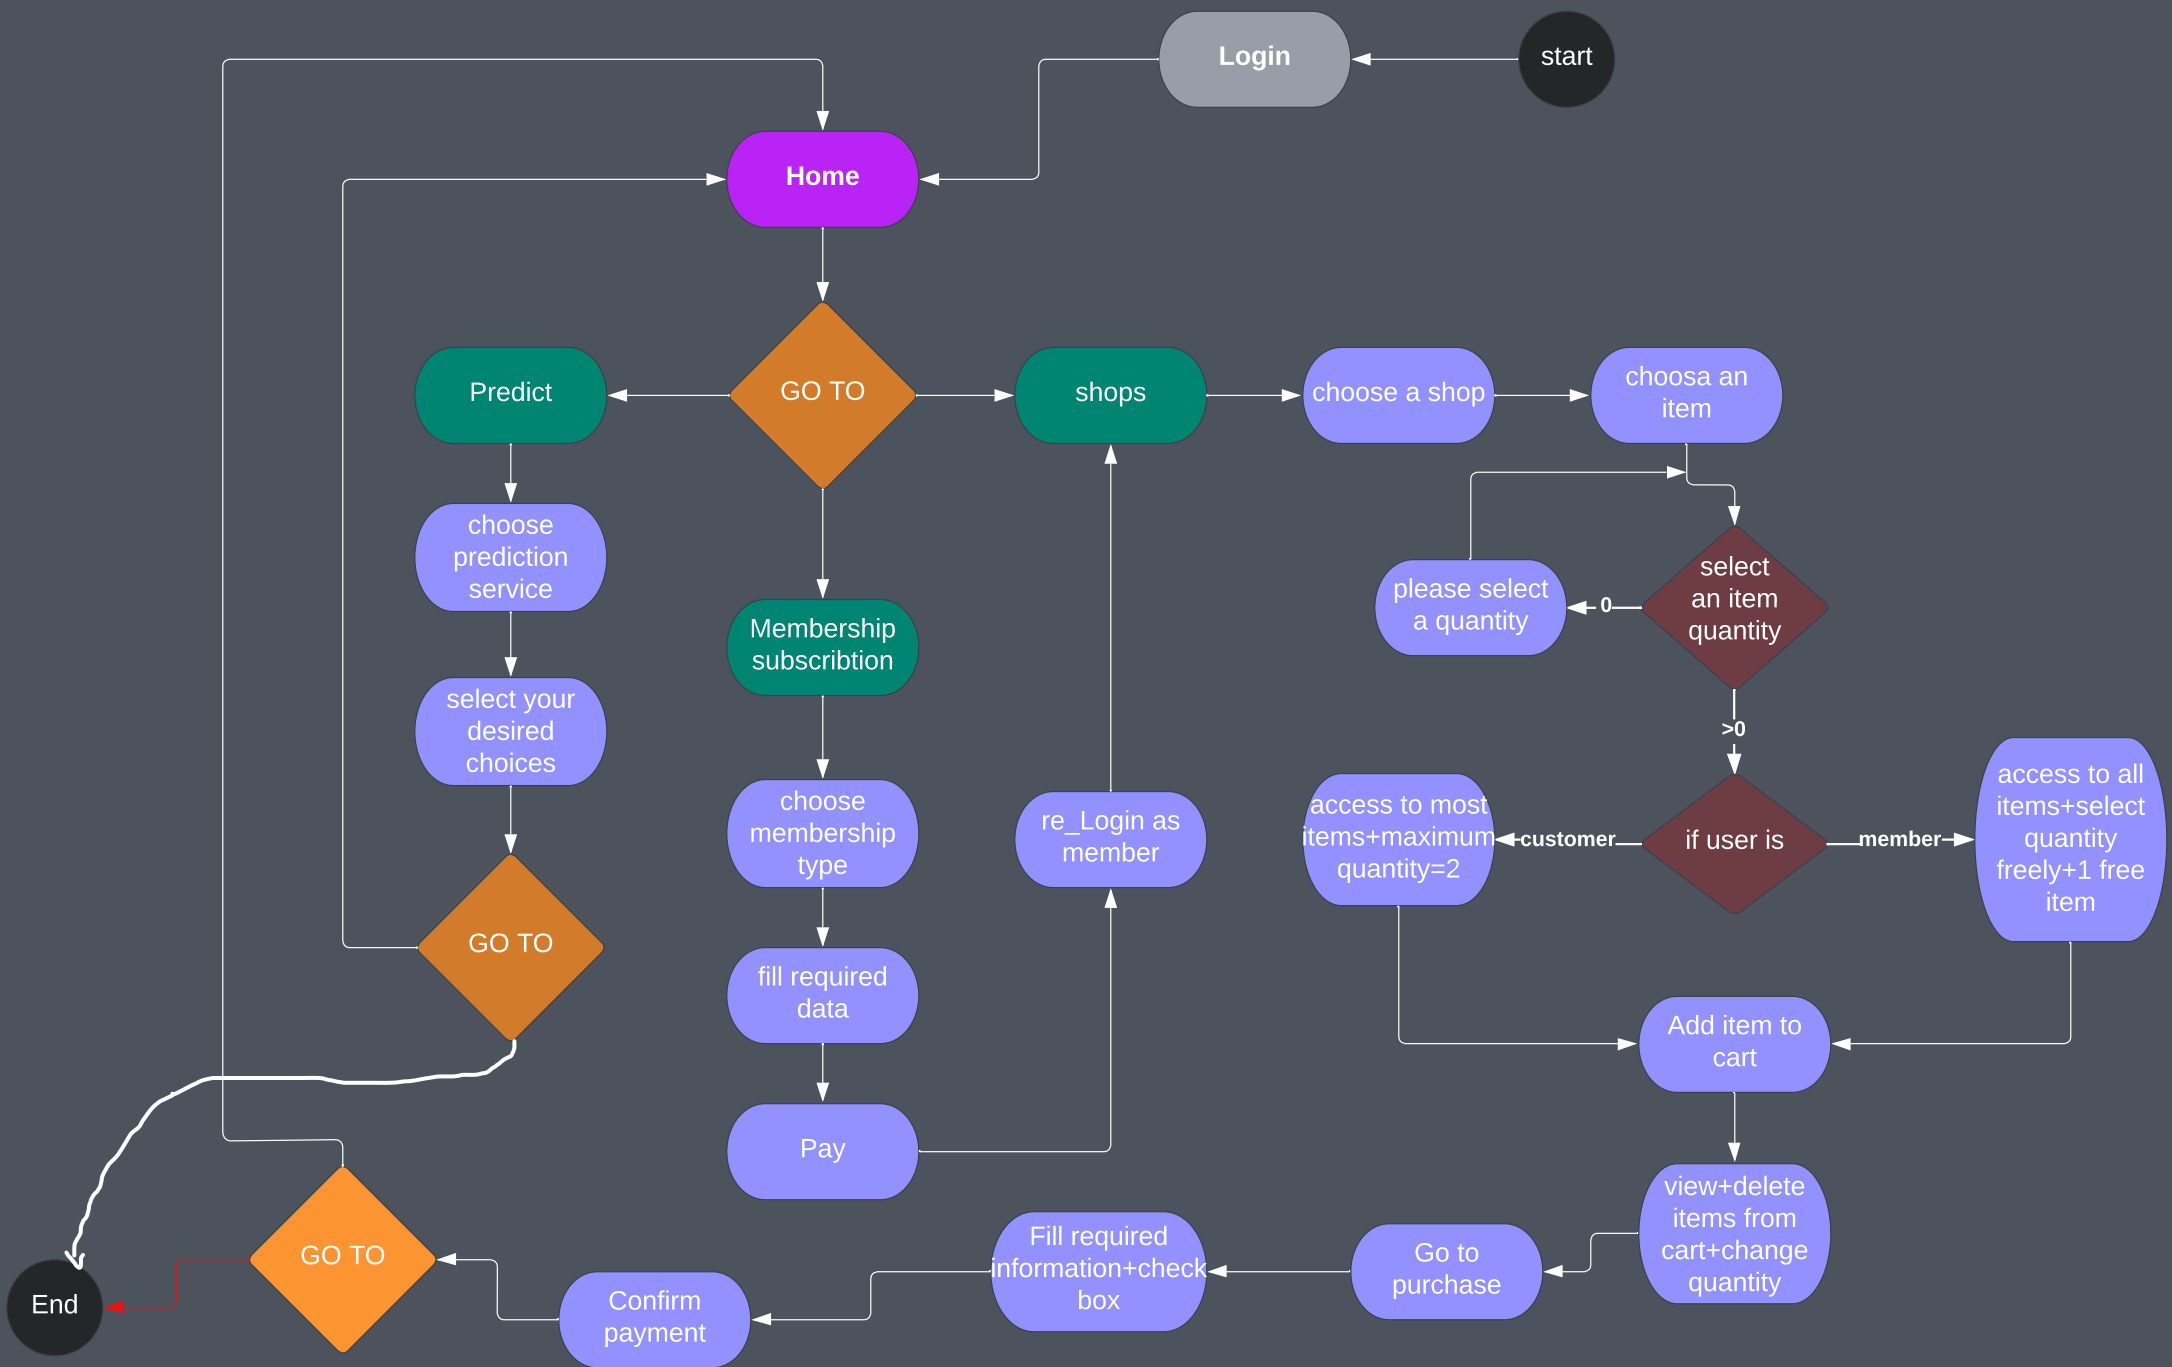 Login
start
Home
Predict
GO TO
shops
choose a shop
choosa an
item
choose
prediction
service
please select
a quantity
0
select
an item
quantity
Membership
subscribtion
select your
desired
choices
>0
choose
membership
type
re_Login as
member
access to most
items+maximum
quantity=2
customer
if user is
member
access to all
items+select
quantity
freely+1 free
item
GO TO
fill required
data
Add item to
cart
Pay
view+delete
items from
cart+change
quantity
Go to
purchase
Fill required
information+check
box
Confirm
payment
GO TO
End